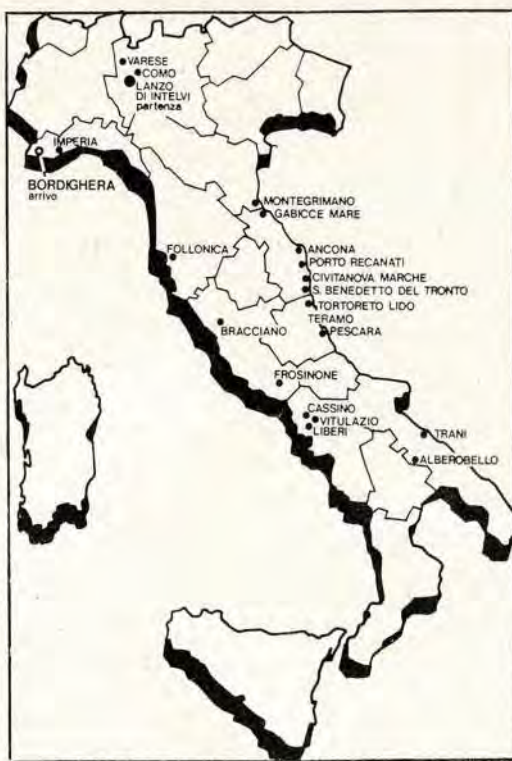 VARESE
COMO
LANZO
DI INTELVI
partenza
IMPERIA
BORDIGHERA
arrivo
MONTEGRIMANO
GABICCE MARE
FOLLONICA
ANCONA
PORTO RECANATI
CIVITANOVA MARCHE
S. BENEDETTO DEL TRONTO
TORTORETO LIDO
TERAMO
BRACCIANO
PESCARA
FROSINONE
CASSINO
VITULAZIO
LIBERI
TRANI
ALBEROBELLO